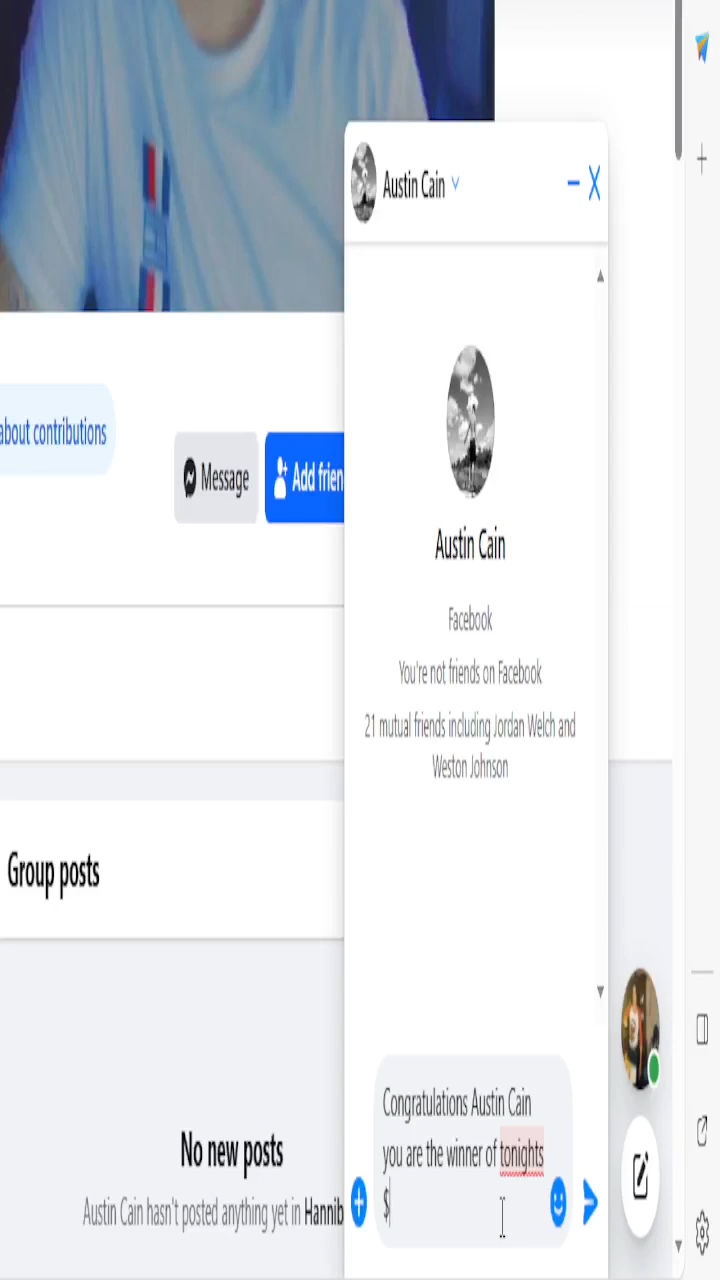 Austin Cain
about contributions
Message
Add frien
Austin Cain
Facebook
You're not friends on Facebook
21 mutual friends including Jordan Welch and
Weston Johnson
Group posts
No new posts
Austin Cain hasn't posted anything yet in Hannib
Congratulations Austin Cain
you are the winner of tonights
$